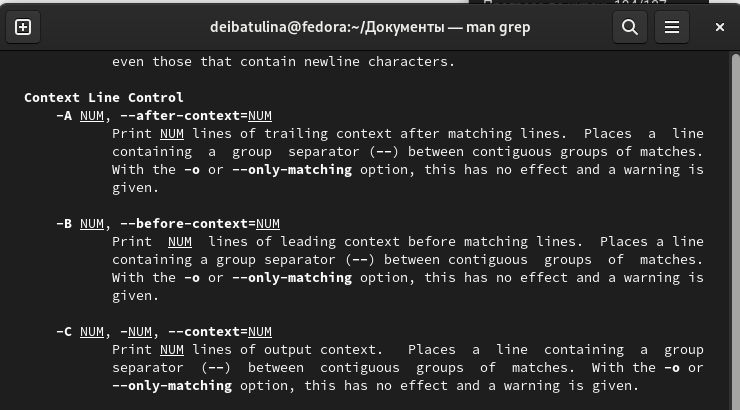 deibatulina@fedora:~/Документы — man grep
even those that contain newline characters.
Context Line Control
-A NUM, --after-context=NUM
Print NUM lines of trailing context after matching lines. Places a line
containing a group separator (--) between contiguous groups of matches.
With the -o or --only-matching option, this has no effect and a warning is
given.
-B NUM, --before-context=NUM
Print NUM lines of leading context before matching lines. Places a line
containing a group separator (--) between contiguous groups of matches.
With the -o or --only-matching option, this has no effect and a warning is
given.
-C NUM, -NUM, --context=NUM
Print NUM lines of output context. Places a line containing a group
separator (--) between contiguous groups of matches. With the -o or
--only-matching option, this has no effect and a warning is given.